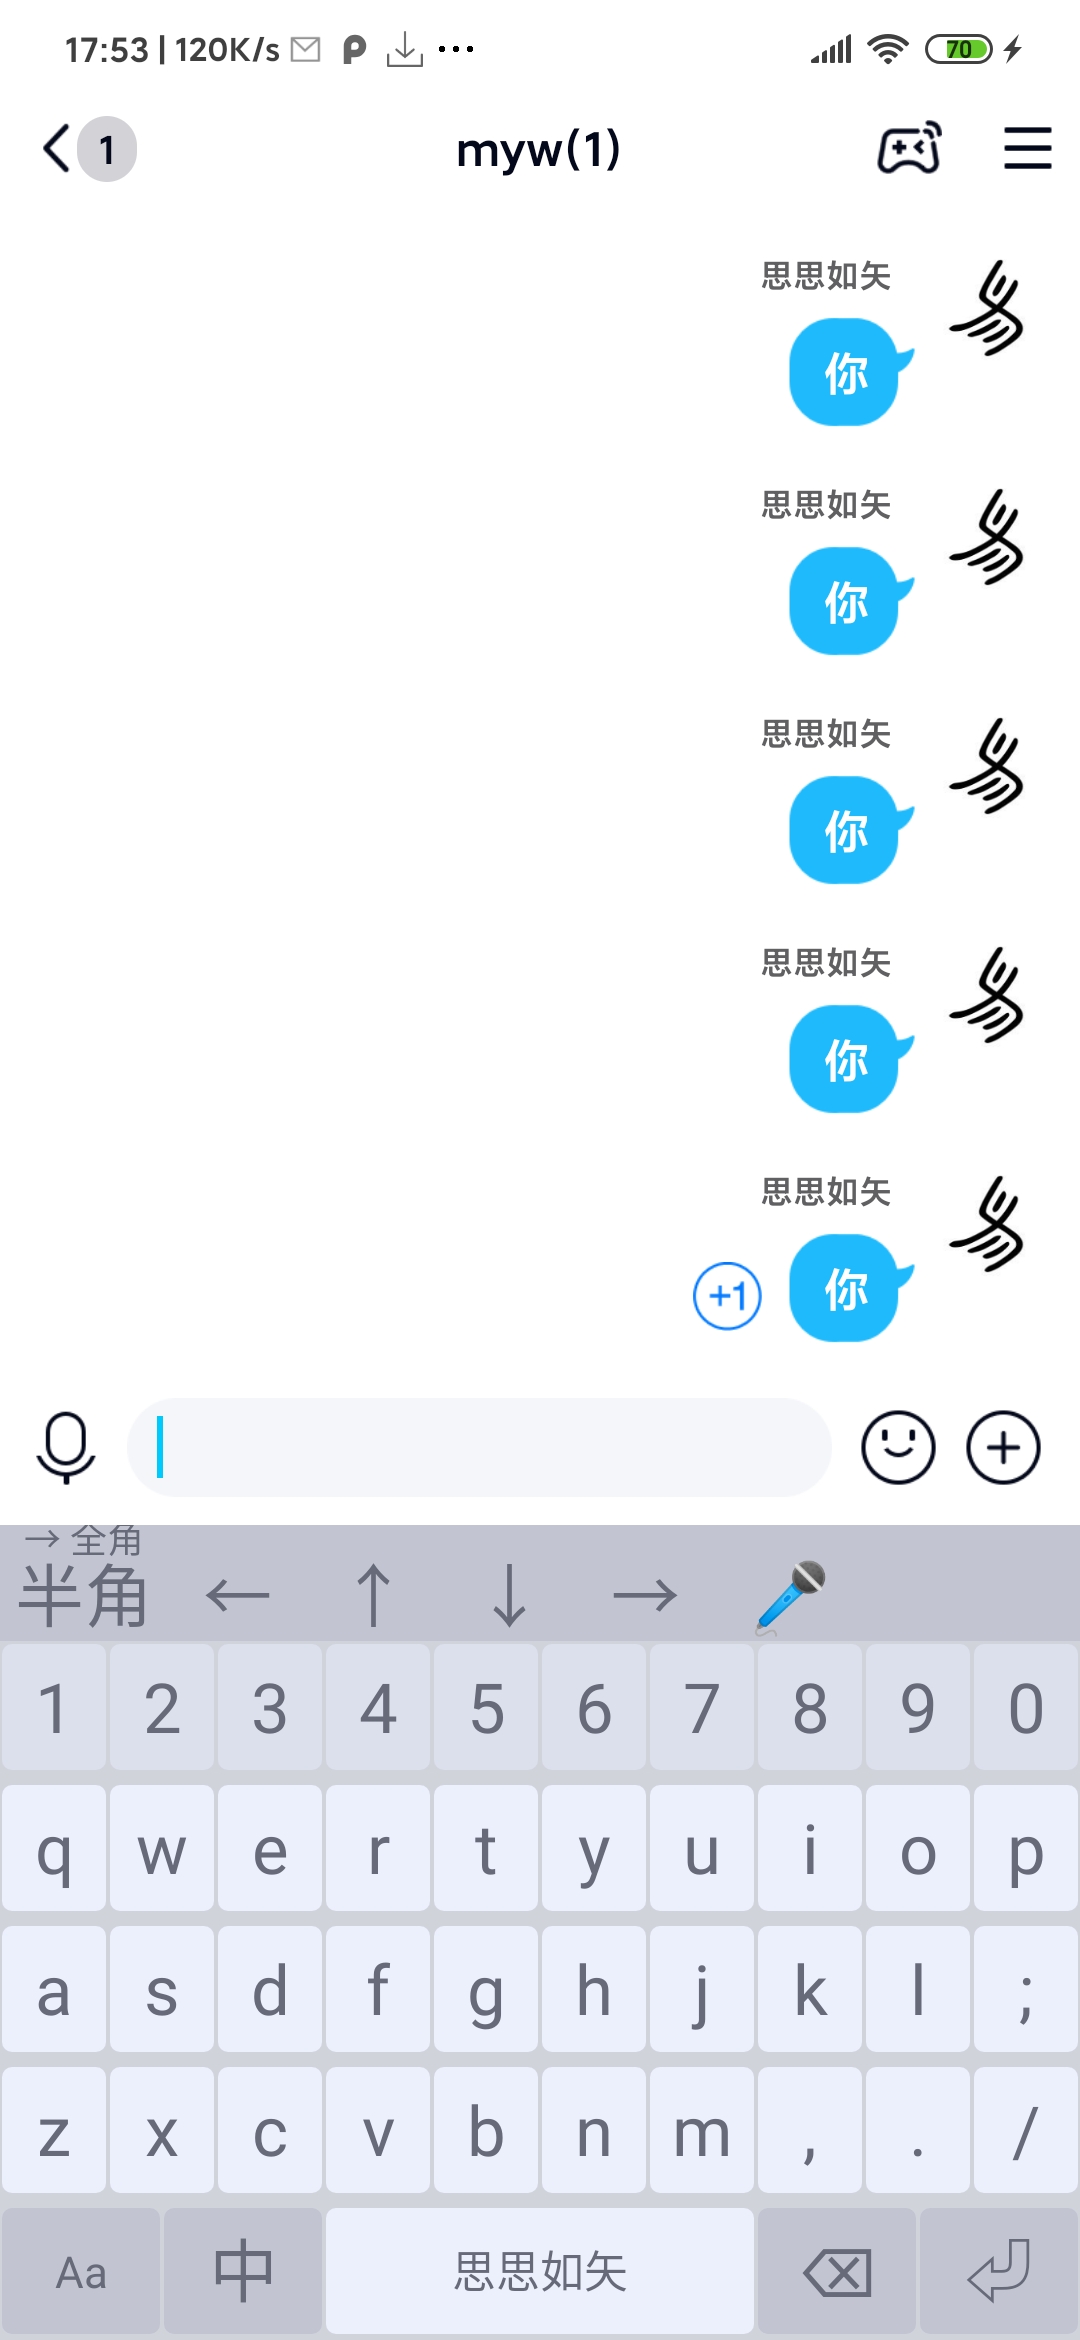 17:53 | 120K/s
70
1
myw(1)
思思如矢
你
思思如矢
你
思思如矢
你
思思如矢
你
思思如矢
+1 你
→ 全角
半角 ← ↑ ↓ →
1 2 3 4 5 6 7 8 9 0
q w e r t y u i o p
a s d f g h j k l ;
z x c v b n m , . /
Aa 中 思思如矢